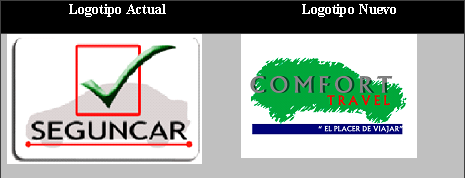 Logotipo Actual
Logotipo Nuevo
SEGUNCAR
COMFORT
TRAVEL
" EL PLACER DE VIAJAR"